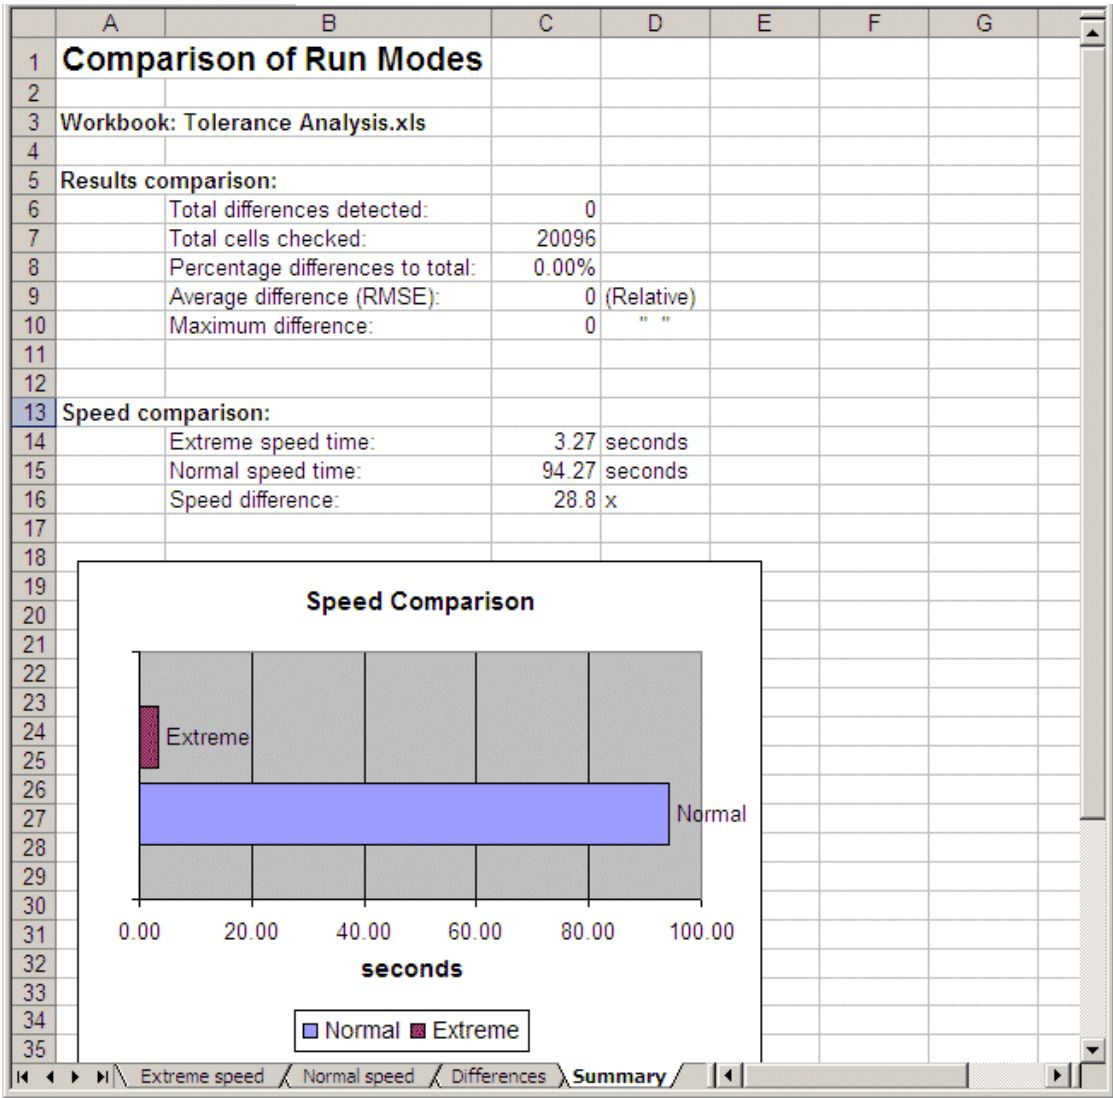 A B C D E F G
1 Comparison of Run Modes
2
3 Workbook: Tolerance Analysis.xls
4
5 Results comparison:
6 Total differences detected: 0
7 Total cells checked: 20096
8 Percentage differences to total: 0.00%
9 Average difference (RMSE): 0 (Relative)
10 Maximum difference: 0 " "
11
12
13 Speed comparison:
14 Extreme speed time: 3.27 seconds
15 Normal speed time: 94.27 seconds
16 Speed difference: 28.8 x
17
18
19
Speed Comparison
20
21
22
23
24
Extreme
25
26
27
Normal
28
29
30
31
0.00 20.00 40.00 60.00 80.00 100.00
32
seconds
33
34
Normal Extreme
35
Extreme speed Normal speed Differences Summary